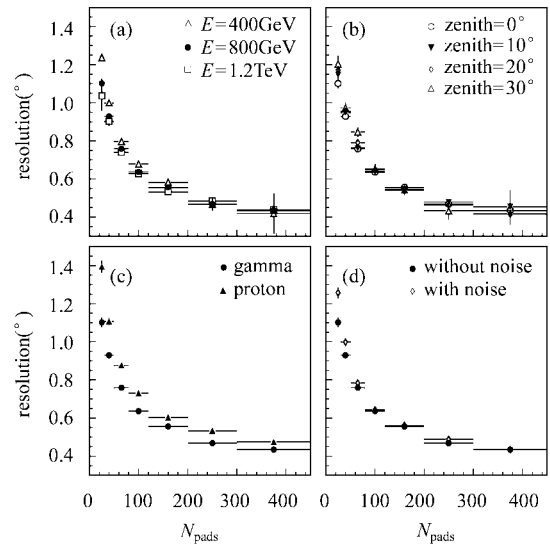 (a)
E=400GeV
E=800GeV
E=1.2TeV
(b)
zenith=0°
zenith=10°
zenith=20°
zenith=30°
resolution(°)
1.4
1.2
1.0
0.8
0.6
0.4
(c)
gamma
proton
(d)
without noise
with noise
resolution(°)
1.4
1.2
1.0
0.8
0.6
0.4
0 100 200 300 400
0 100 200 300 400
Npads
Npads